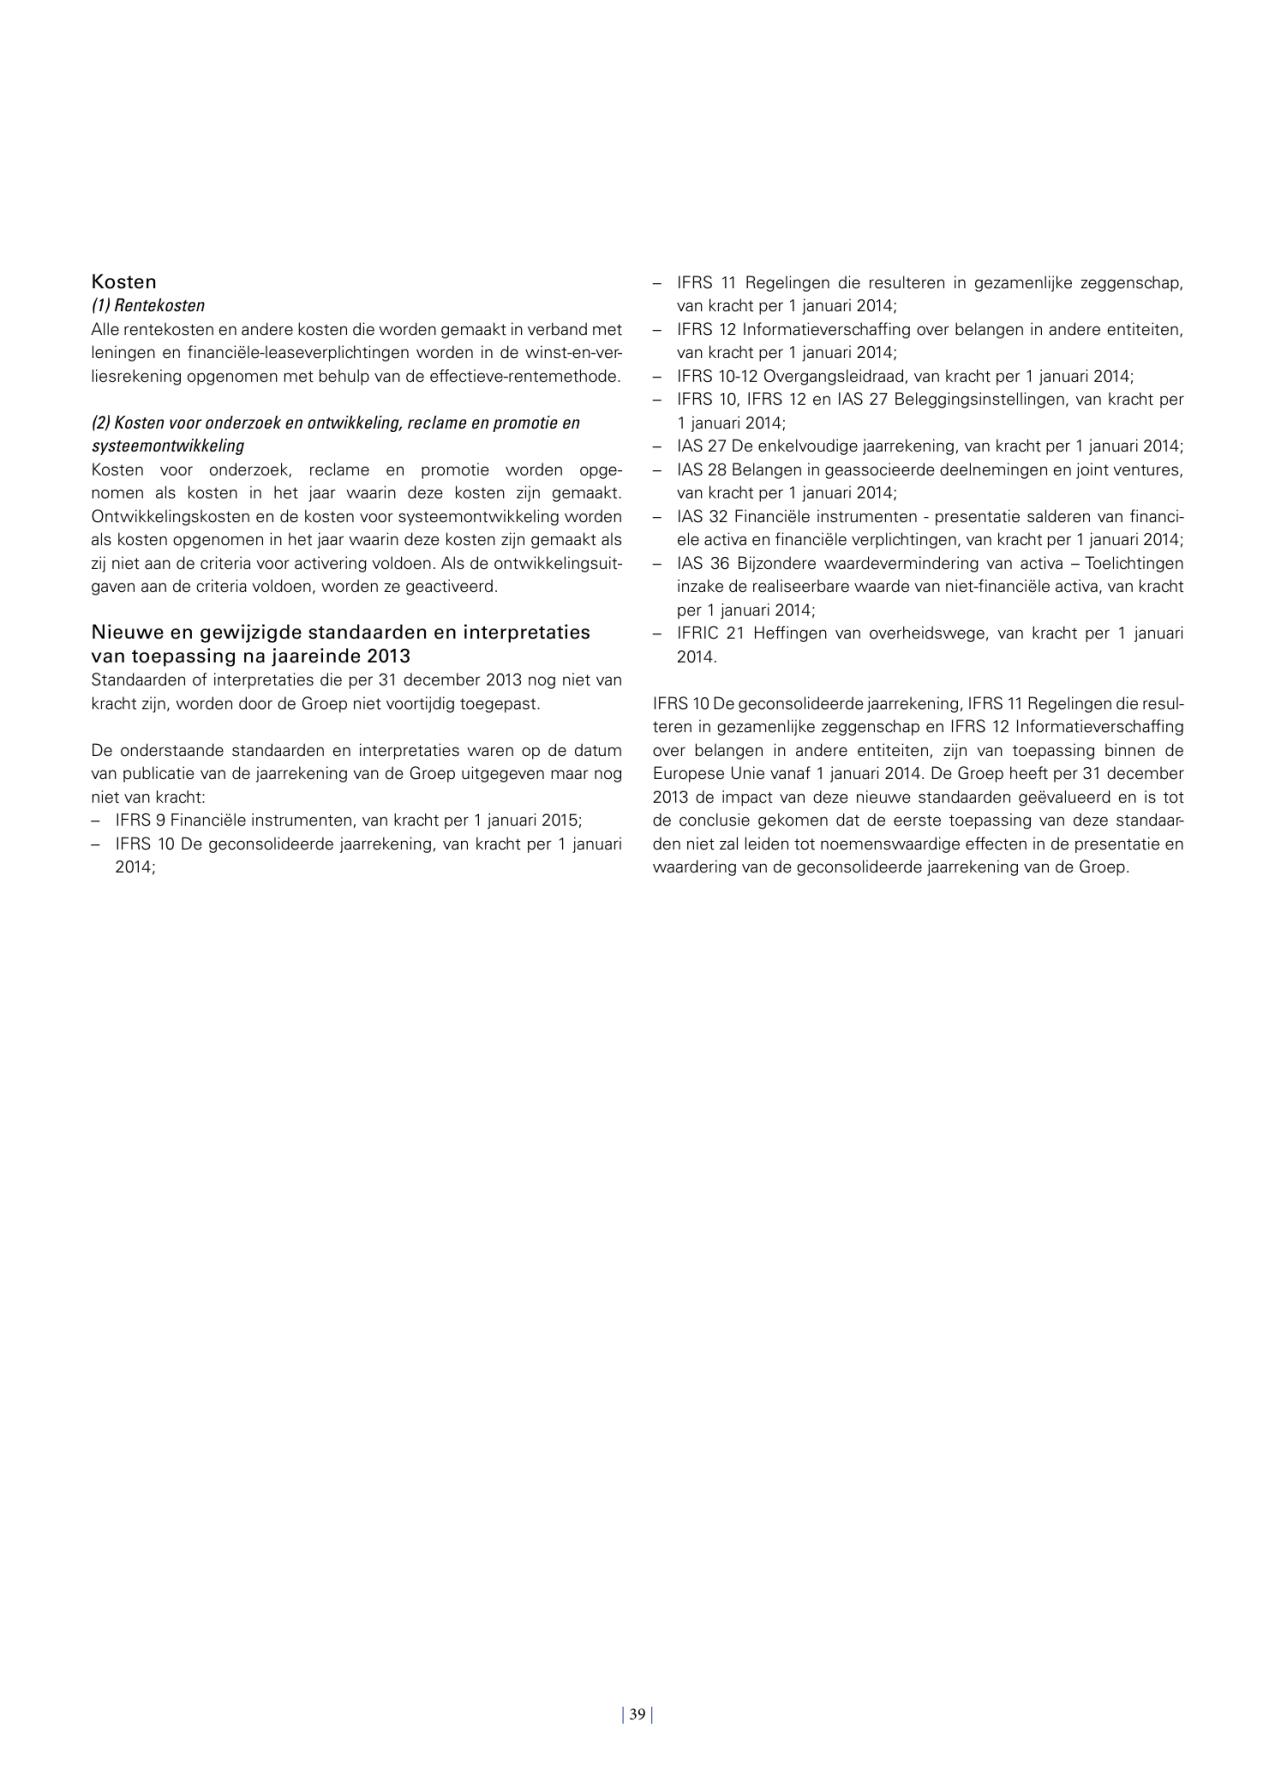 Kosten
(1) Rentekosten
Alle rentekosten en andere kosten die worden gemaakt in verband met
leningen en financiële-leaseverplichtingen worden in de winst-en-ver-
liesrekening opgenomen met behulp van de effectieve-rentemethode.
(2) Kosten voor onderzoek en ontwikkeling, reclame en promotie en
systeemontwikkeling
Kosten voor onderzoek, reclame en promotie worden opge-
nomen als kosten in het jaar waarin deze kosten zijn gemaakt.
Ontwikkelingskosten en de kosten voor systeemontwikkeling worden
als kosten opgenomen in het jaar waarin deze kosten zijn gemaakt als
zij niet aan de criteria voor activering voldoen. Als de ontwikkelingsuit-
gaven aan de criteria voldoen, worden ze geactiveerd.
Nieuwe en gewijzigde standaarden en interpretaties
van toepassing na jaareinde 2013
Standaarden of interpretaties die per 31 december 2013 nog niet van
kracht zijn, worden door de Groep niet voortijdig toegepast.
De onderstaande standaarden en interpretaties waren op de datum
van publicatie van de jaarrekening van de Groep uitgegeven maar nog
niet van kracht:
– IFRS 9 Financiële instrumenten, van kracht per 1 januari 2015;
– IFRS 10 De geconsolideerde jaarrekening, van kracht per 1 januari
2014;
– IFRS 11 Regelingen die resulteren in gezamenlijke zeggenschap,
van kracht per 1 januari 2014;
– IFRS 12 Informatieverschaffing over belangen in andere entiteiten,
van kracht per 1 januari 2014;
– IFRS 10-12 Overgangsleidraad, van kracht per 1 januari 2014;
– IFRS 10, IFRS 12 en IAS 27 Beleggingsinstellingen, van kracht per
1 januari 2014;
– IAS 27 De enkelvoudige jaarrekening, van kracht per 1 januari 2014;
– IAS 28 Belangen in geassocieerde deelnemingen en joint ventures,
van kracht per 1 januari 2014;
– IAS 32 Financiële instrumenten - presentatie salderen van financi-
ele activa en financiële verplichtingen, van kracht per 1 januari 2014;
– IAS 36 Bijzondere waardevermindering van activa – Toelichtingen
inzake de realiseerbare waarde van niet-financiële activa, van kracht
per 1 januari 2014;
– IFRIC 21 Heffingen van overheidswege, van kracht per 1 januari
2014.
IFRS 10 De geconsolideerde jaarrekening, IFRS 11 Regelingen die resul-
teren in gezamenlijke zeggenschap en IFRS 12 Informatieverschaffing
over belangen in andere entiteiten, zijn van toepassing binnen de
Europese Unie vanaf 1 januari 2014. De Groep heeft per 31 december
2013 de impact van deze nieuwe standaarden geëvalueerd en is tot
de conclusie gekomen dat de eerste toepassing van deze standaar-
den niet zal leiden tot noemenswaardige effecten in de presentatie en
waardering van de geconsolideerde jaarrekening van de Groep.
| 39 |